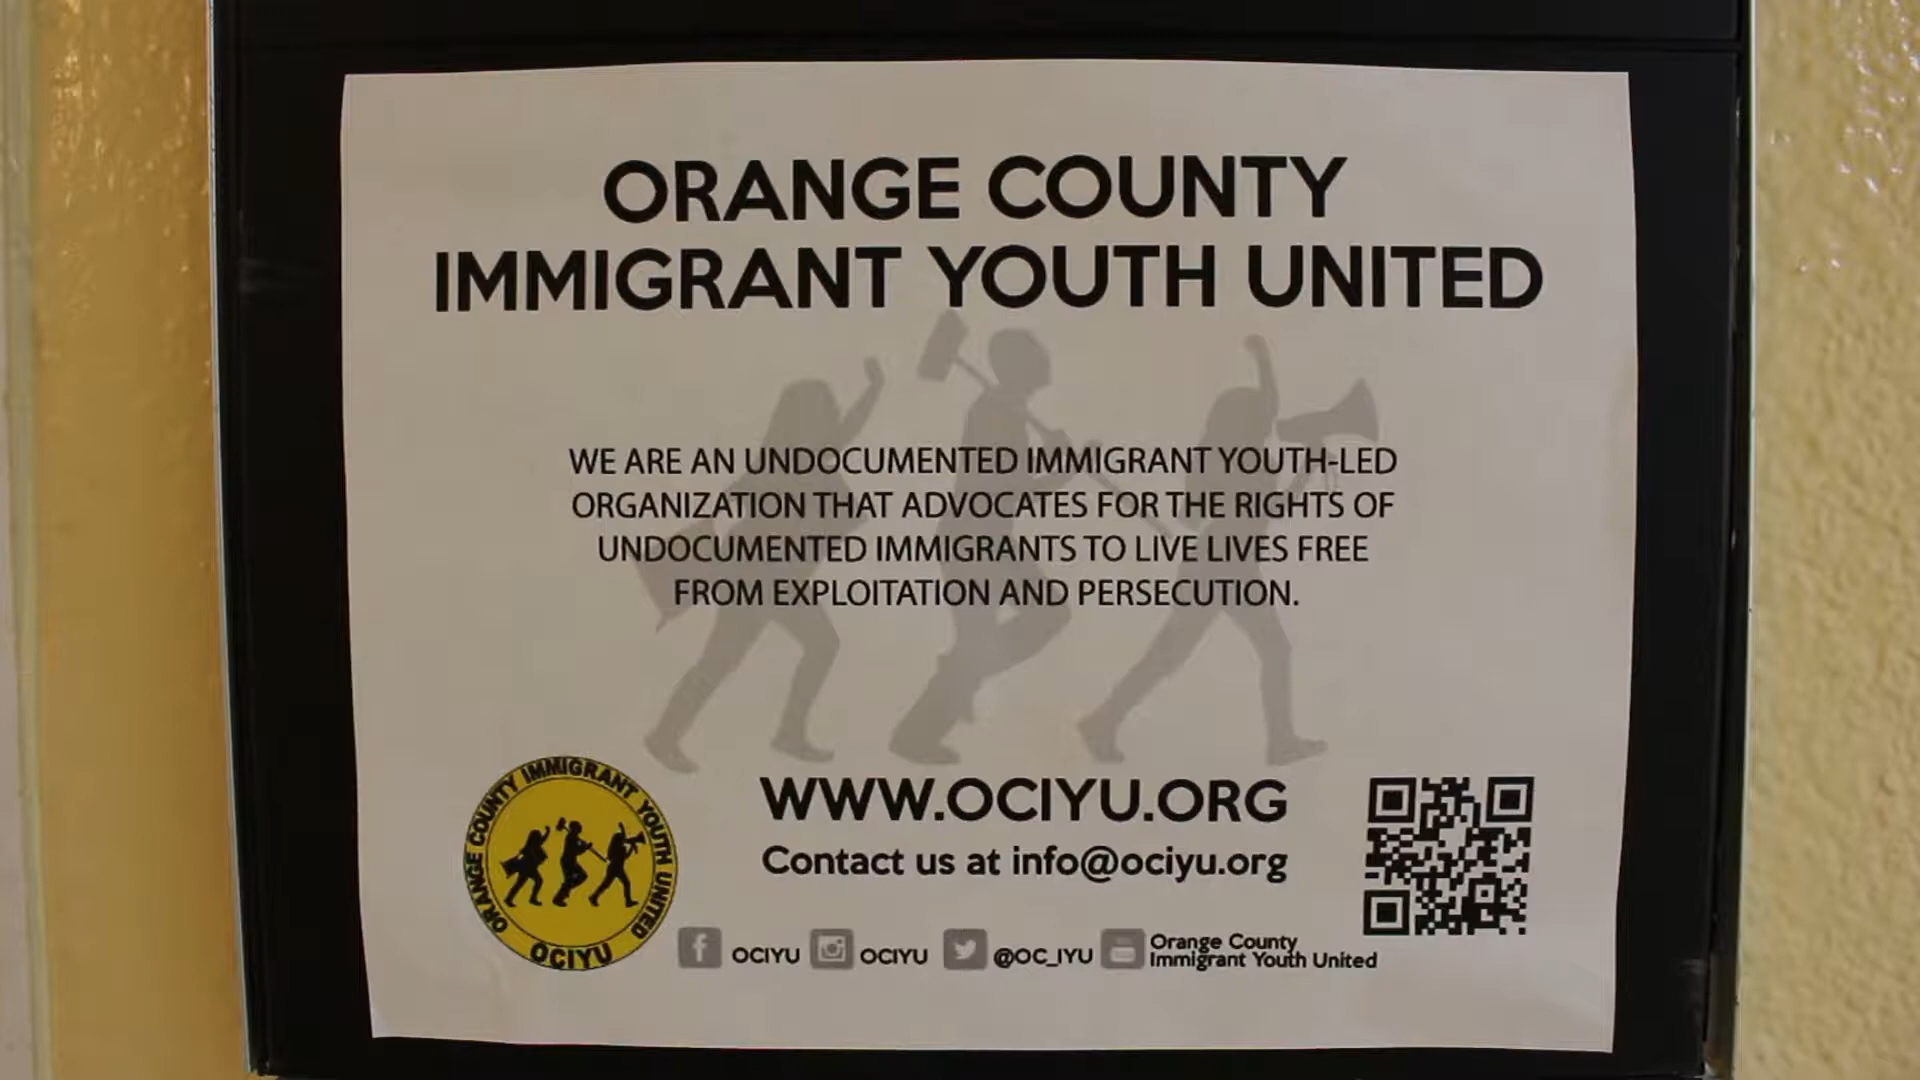 ORANGE COUNTY
IMMIGRANT YOUTH UNITED
WE ARE AN UNDOCUMENTED IMMIGRANT YOUTH-LED
ORGANIZATION THAT ADVOCATES FOR THE RIGHTS OF
UNDOCUMENTED IMMIGRANTS TO LIVE LIVES FREE
FROM EXPLOITATION AND PERSECUTION.
ORANGE COUNTY IMMIGRANT YOUTH UNITED
OCIYU
WWW.OCIYU.ORG
Contact us at info@ociyu.org
OCIYU OCIYU @OC_IYU Orange County
Immigrant Youth United